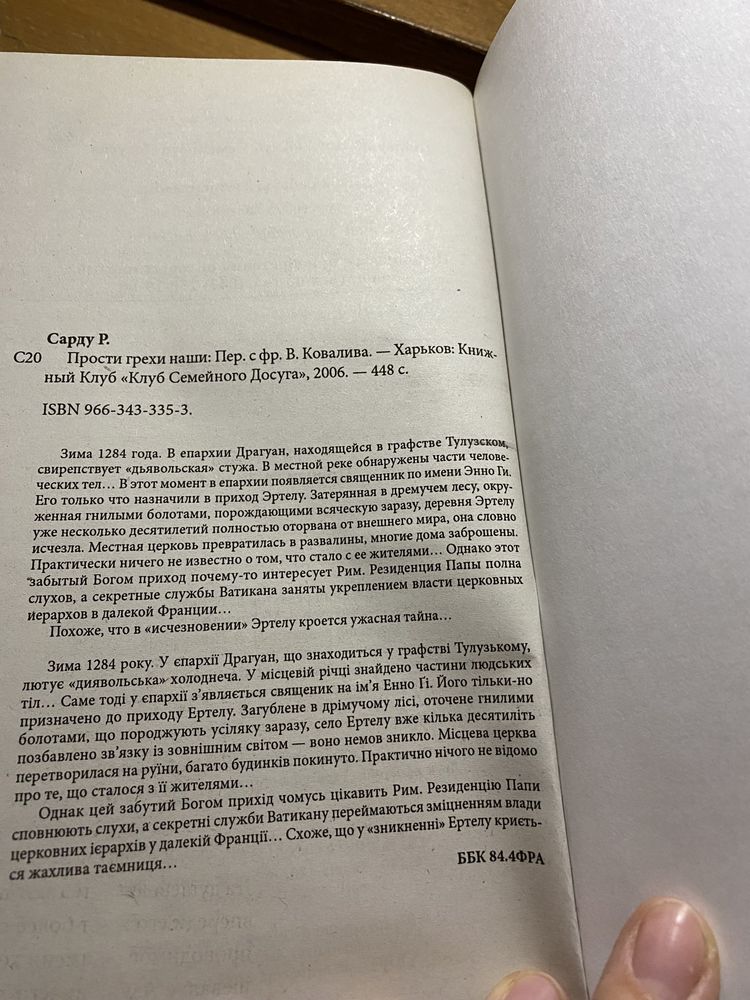 Сарду Р.
С20 Прости грехи наши: Пер. с фр. В. Ковалива. — Харьков: Книж-
ный Клуб «Клуб Семейного Досуга», 2006. — 448 с.
ISBN 966-343-335-3.
Зима 1284 года. В епархии Драгуан, находящейся в графстве Тулузском,
свирепствует «дьявольская» стужа. В местной реке обнаружены части челове-
ческих тел… В этот момент в епархии появляется священник по имени Энно Ги.
Его только что назначили в приход Эртелу. Затерянная в дремучем лесу, окру-
женная гнилыми болотами, порождающими всяческую заразу, деревня Эртелу
уже несколько десятилетий полностью оторвана от внешнего мира, она словно
исчезла. Местная церковь превратилась в развалины, многие дома заброшены.
Практически ничего не известно о том, что стало с ее жителями… Однако этот
забытый Богом приход почему-то интересует Рим. Резиденция Папы полна
слухов, а секретные службы Ватикана заняты укреплением власти церковных
иерархов в далекой Франции…
Похоже, что в «исчезновении» Эртелу кроется ужасная тайна…
Зима 1284 року. У єпархії Драгуан, що знаходиться у графстві Тулузькому,
лютує «диявольська» холоднеча. У місцевій річці знайдено частини людських
тіл… Саме тоді у єпархії з’являється священик на ім’я Енно Ґі. Його тільки-но
призначено до приходу Ертелу. Загублене в дрімучому лісі, оточене гнилими
болотами, що породжують усіляку заразу, село Ертелу вже кілька десятиліть
позбавлено зв’язку із зовнішним світом — воно немов зникло. Місцева церква
перетворилася на руїни, багато будинків покинуто. Практично нічого не відомо
про те, що сталося з її жителями…
Однак цей забутий Богом прихід чомусь цікавить Рим. Резиденцію Папи
сповнюють слухи, а секретні служби Ватикану переймаються зміцненням влади
церковних ієрархів у далекій Франції… Схоже, що у «зникненні» Ертелу криєть-
ся жахлива таємниця…
ББК 84.4ФРА